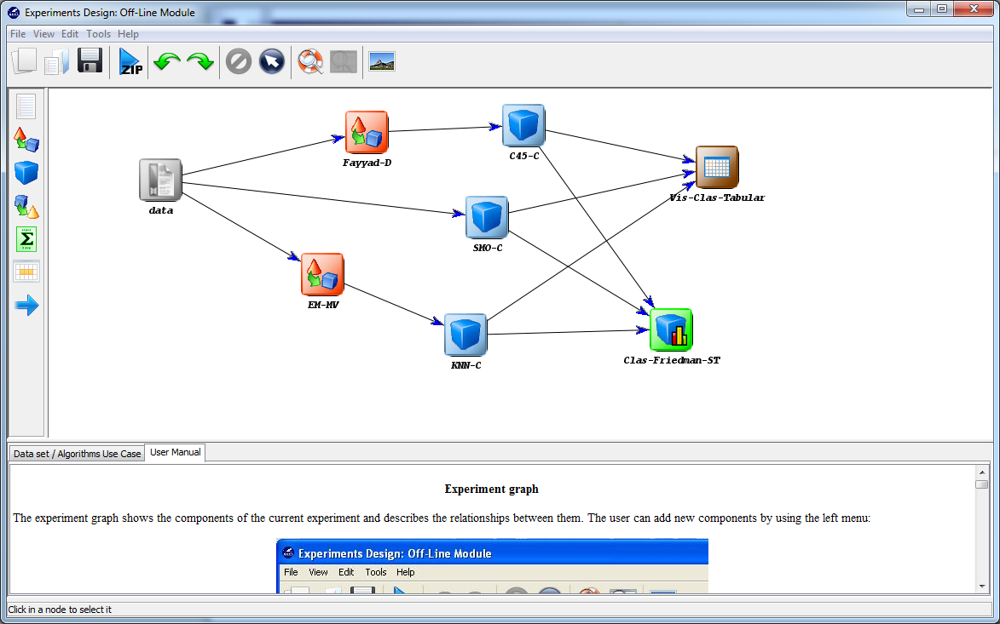 Experiments Design: Off-Line Module
File View Edit Tools Help
ZIP
Fayyad-D
C45-C
data
Vis-Clas-Tabular
SMO-C
Σ
EM-MV
KNN-C
Clas-Friedman-ST
Data set / Algorithms Use Case User Manual
Experiment graph
The experiment graph shows the components of the current experiment and describes the relationships between them. The user can add new components by using the left menu:
Experiments Design: Off-Line Module
File View Edit Tools Help
Click in a node to select it